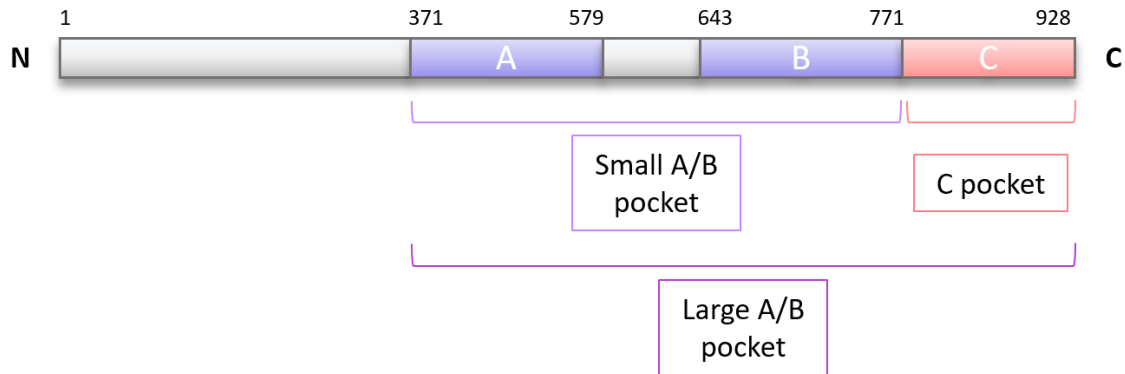 1 371 579 643 771 928
N A B C C
Small A/B
pocket
C pocket
Large A/B
pocket